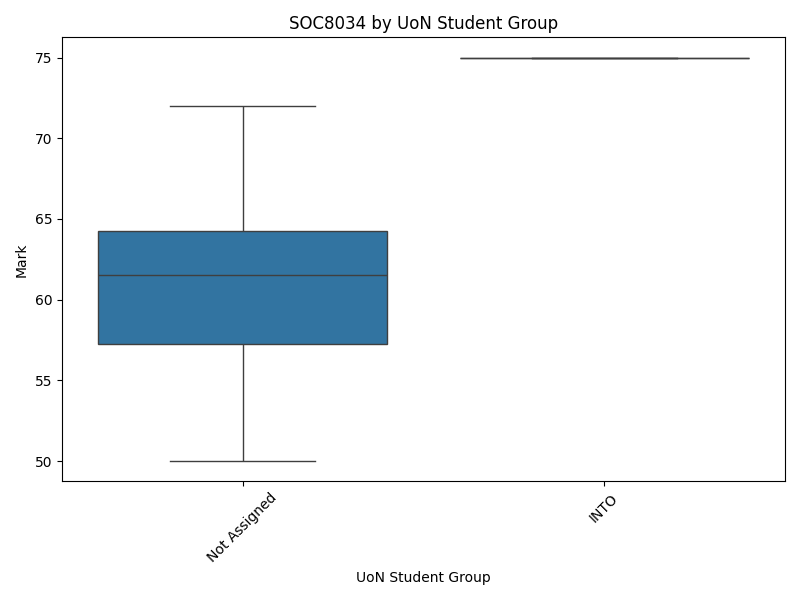 SOC8034 by UoN Student Group
75
70
65
60
55
50
Mark
Not Assigned
INTO
UoN Student Group